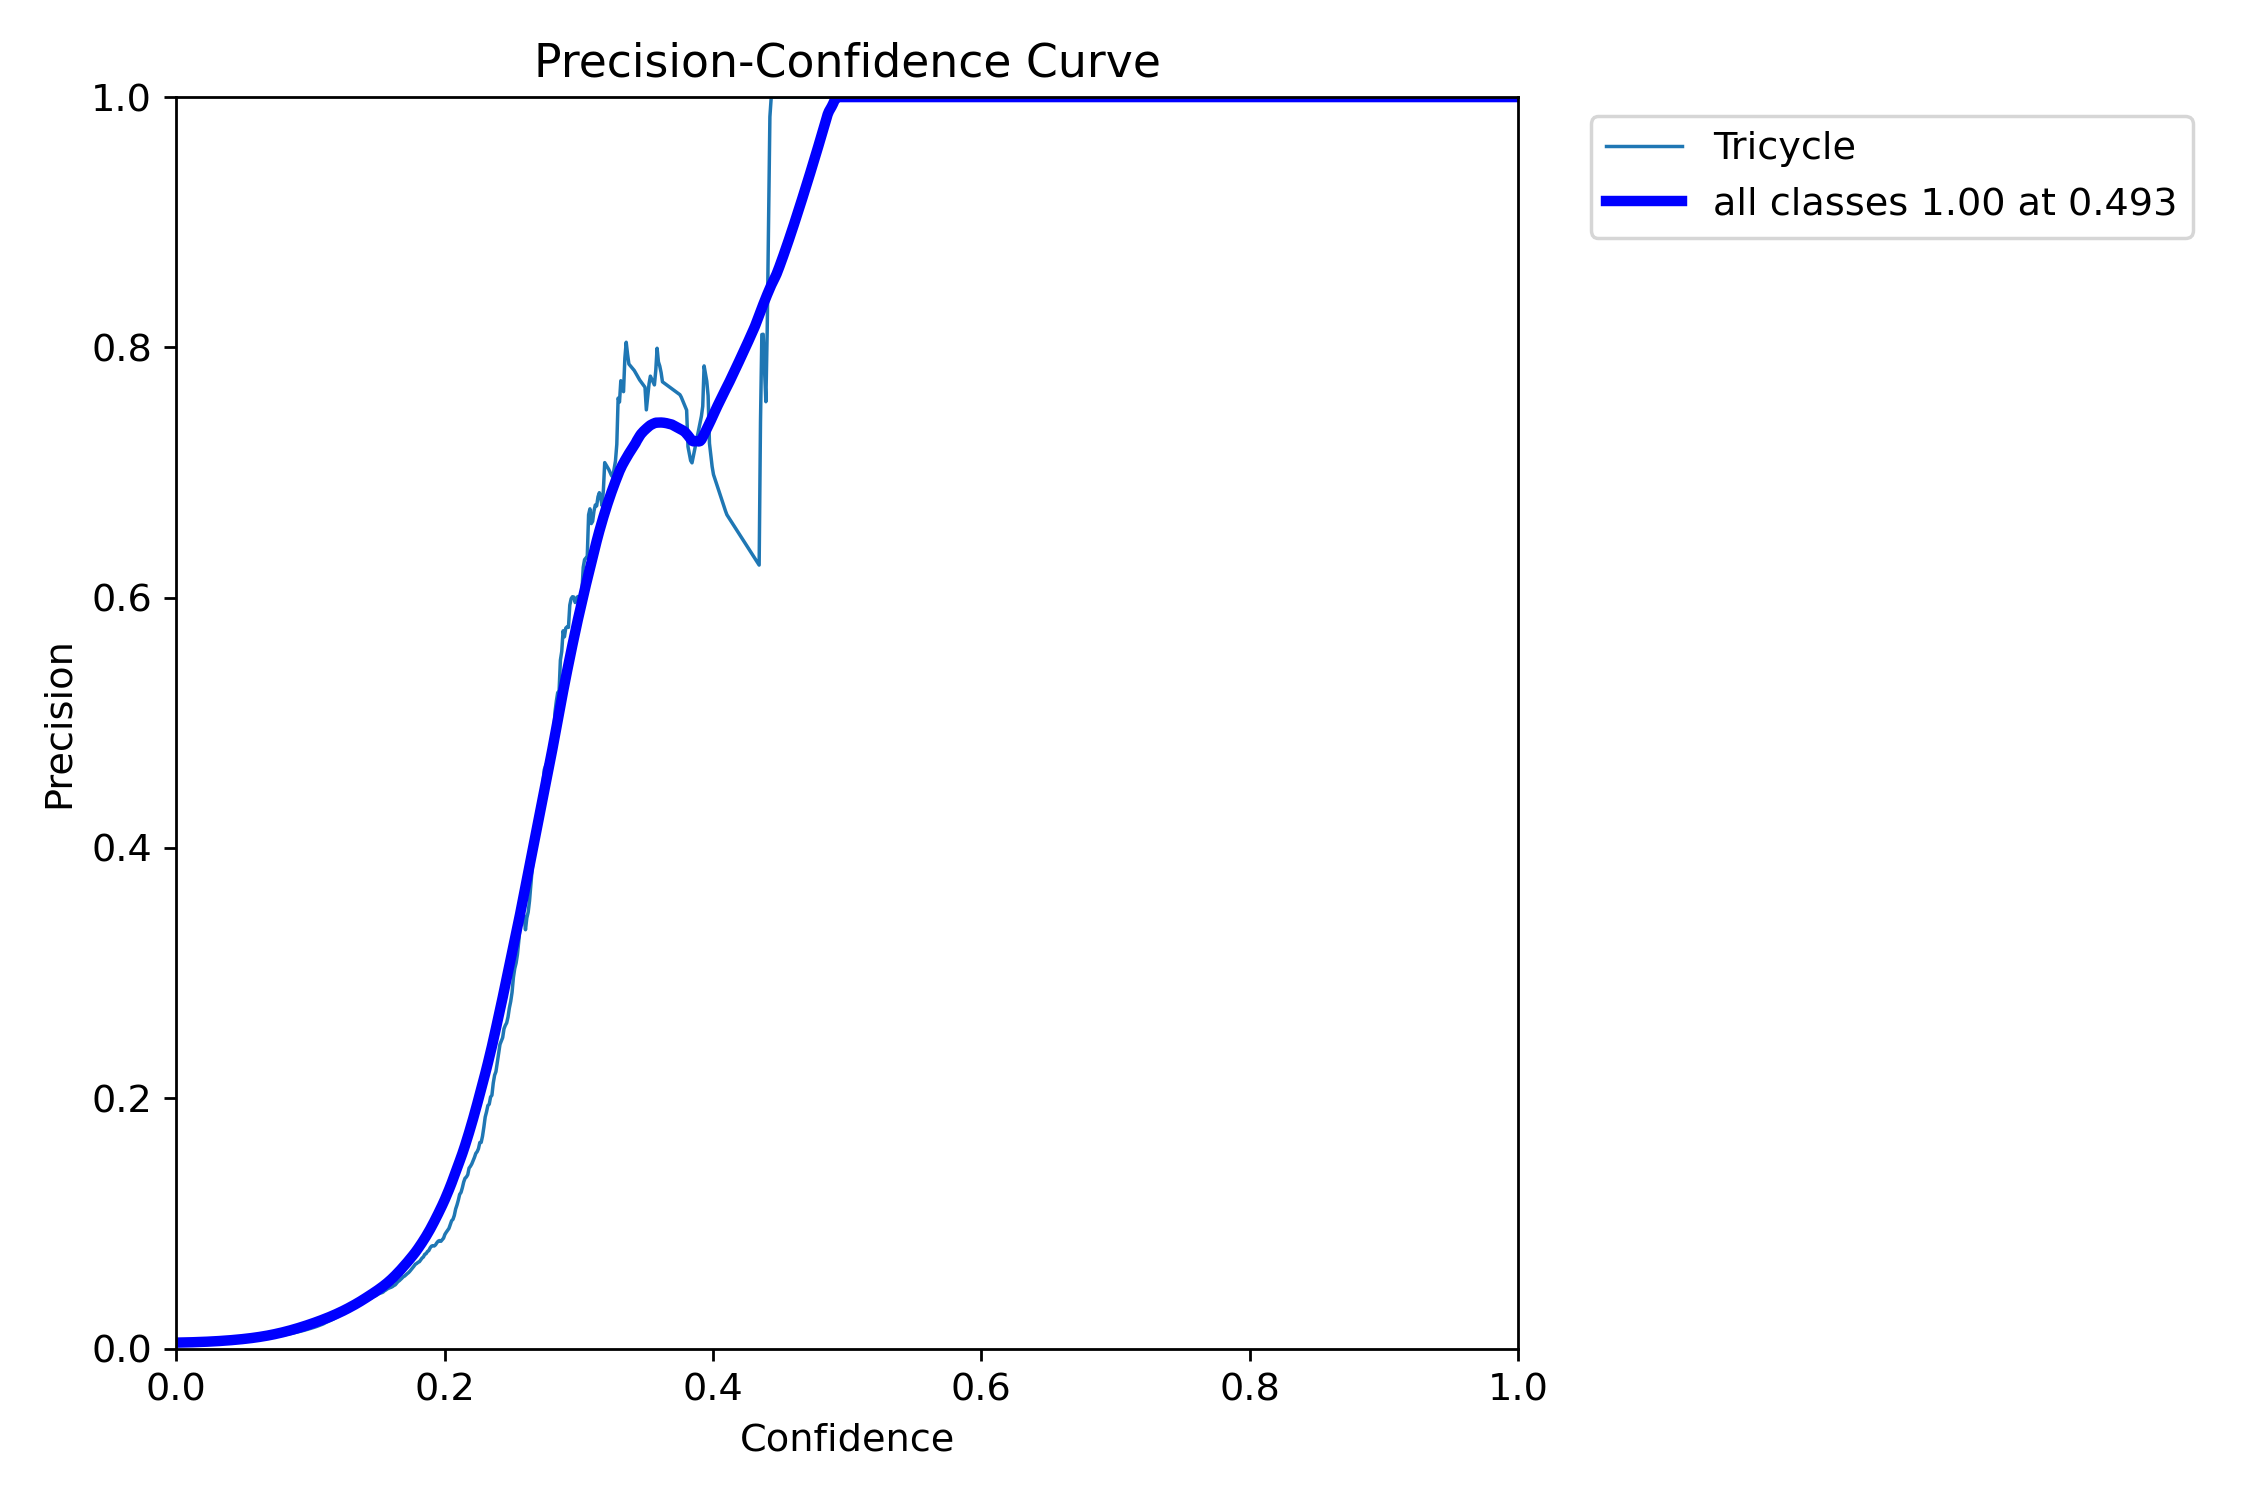 Precision-Confidence Curve
1.0
0.8
0.6
0.4
0.2
0.0
Precision
0.0 0.2 0.4 0.6 0.8 1.0
Confidence
Tricycle
all classes 1.00 at 0.493